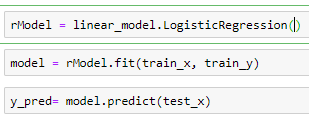 rModel = linear_model.LogisticRegression()
model = rModel.fit(train_x, train_y)
y_pred= model.predict(test_x)